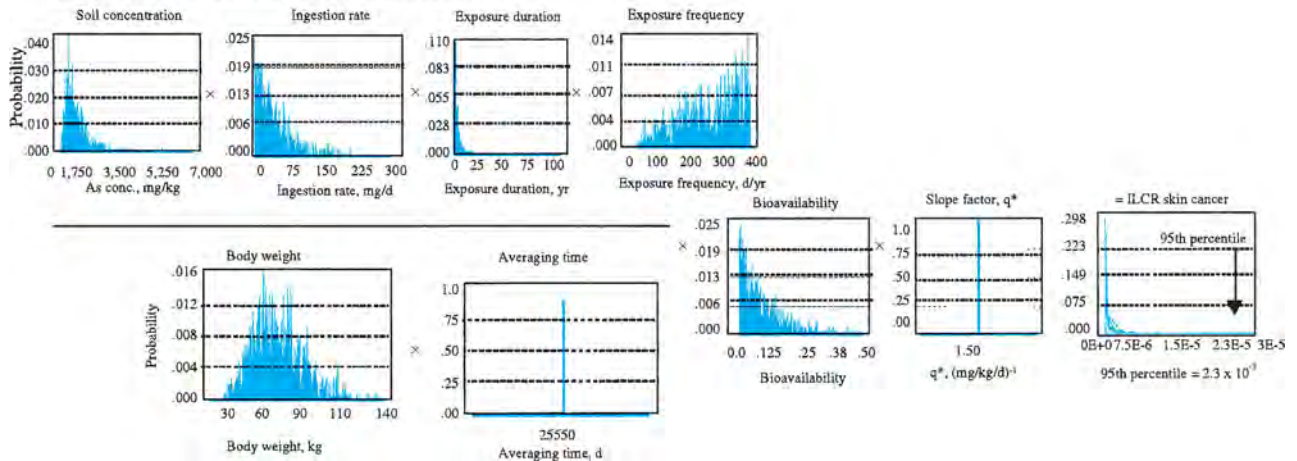 Soil concentration
Ingestion rate
Exposure duration
Exposure frequency
Probability
.040
.030
.020
.010
.000
0 1,750 3,500 5,250 7,000
As conc., mg/kg
×
.025
.019
.013
.006
.000
0 75 150 225 300
Ingestion rate, mg/d
×
.110
.083
.055
.028
.000
0 25 50 75 100
Exposure duration, yr
×
.014
.011
.007
.004
.000
0 100 200 300 400
Exposure frequency, d/yr
Body weight
Probability
.016
.012
.008
.004
.000
30 60 90 110 140
Body weight, kg
×
Averaging time
1.0
.75
.50
.25
.00
25550
Averaging time, d
×
Bioavailability
.025
.019
.013
.006
.000
0.0 .125 .25 .38 .50
Bioavailability
×
Slope factor, q*
1.0
.75
.50
.25
.00
1.50
q*, (mg/kg/d)⁻¹
= ILCR skin cancer
95th percentile
.298
.223
.149
.075
.000
0E+07.5E-6 1.5E-5 2.3E-5 3E-5
95th percentile = 2.3 x